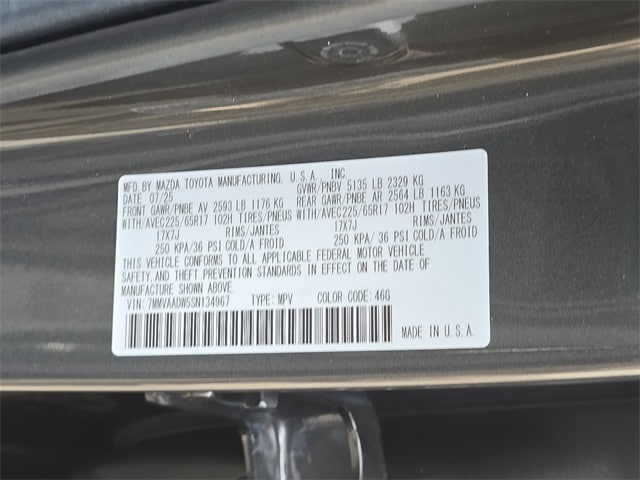 MFD.BY MAZDA TOYOTA MANUFACTURING, U.S.A., INC.
DATE 07/25 GVWR/PNBV 5135 LB 2329 KG
FRONT GAWR/PNBE AV 2593 LB 1176 KG REAR GAWR/PNBE AR 2564 LB 1163 KG
WITH/AVEC225/65R17 102H TIRES/PNEUS WITH/AVEC225/65R17 102H TIRES/PNEUS
17X7J RIMS/JANTES 17X7J RIMS/JANTES
250 KPA/ 36 PSI COLD/A FROID 250 KPA/ 36 PSI COLD/A FROID
THIS VEHICLE CONFORMS TO ALL APPLICABLE FEDERAL MOTOR VEHICLE
SAFETY,AND THEFT PREVENTION STANDARDS IN EFFECT ON THE DATE OF
MANUFACTURE SHOWN ABOVE.
VIN:7MMVAADW5SN134967 TYPE:MPV COLOR CODE:46G
MADE IN U.S.A.